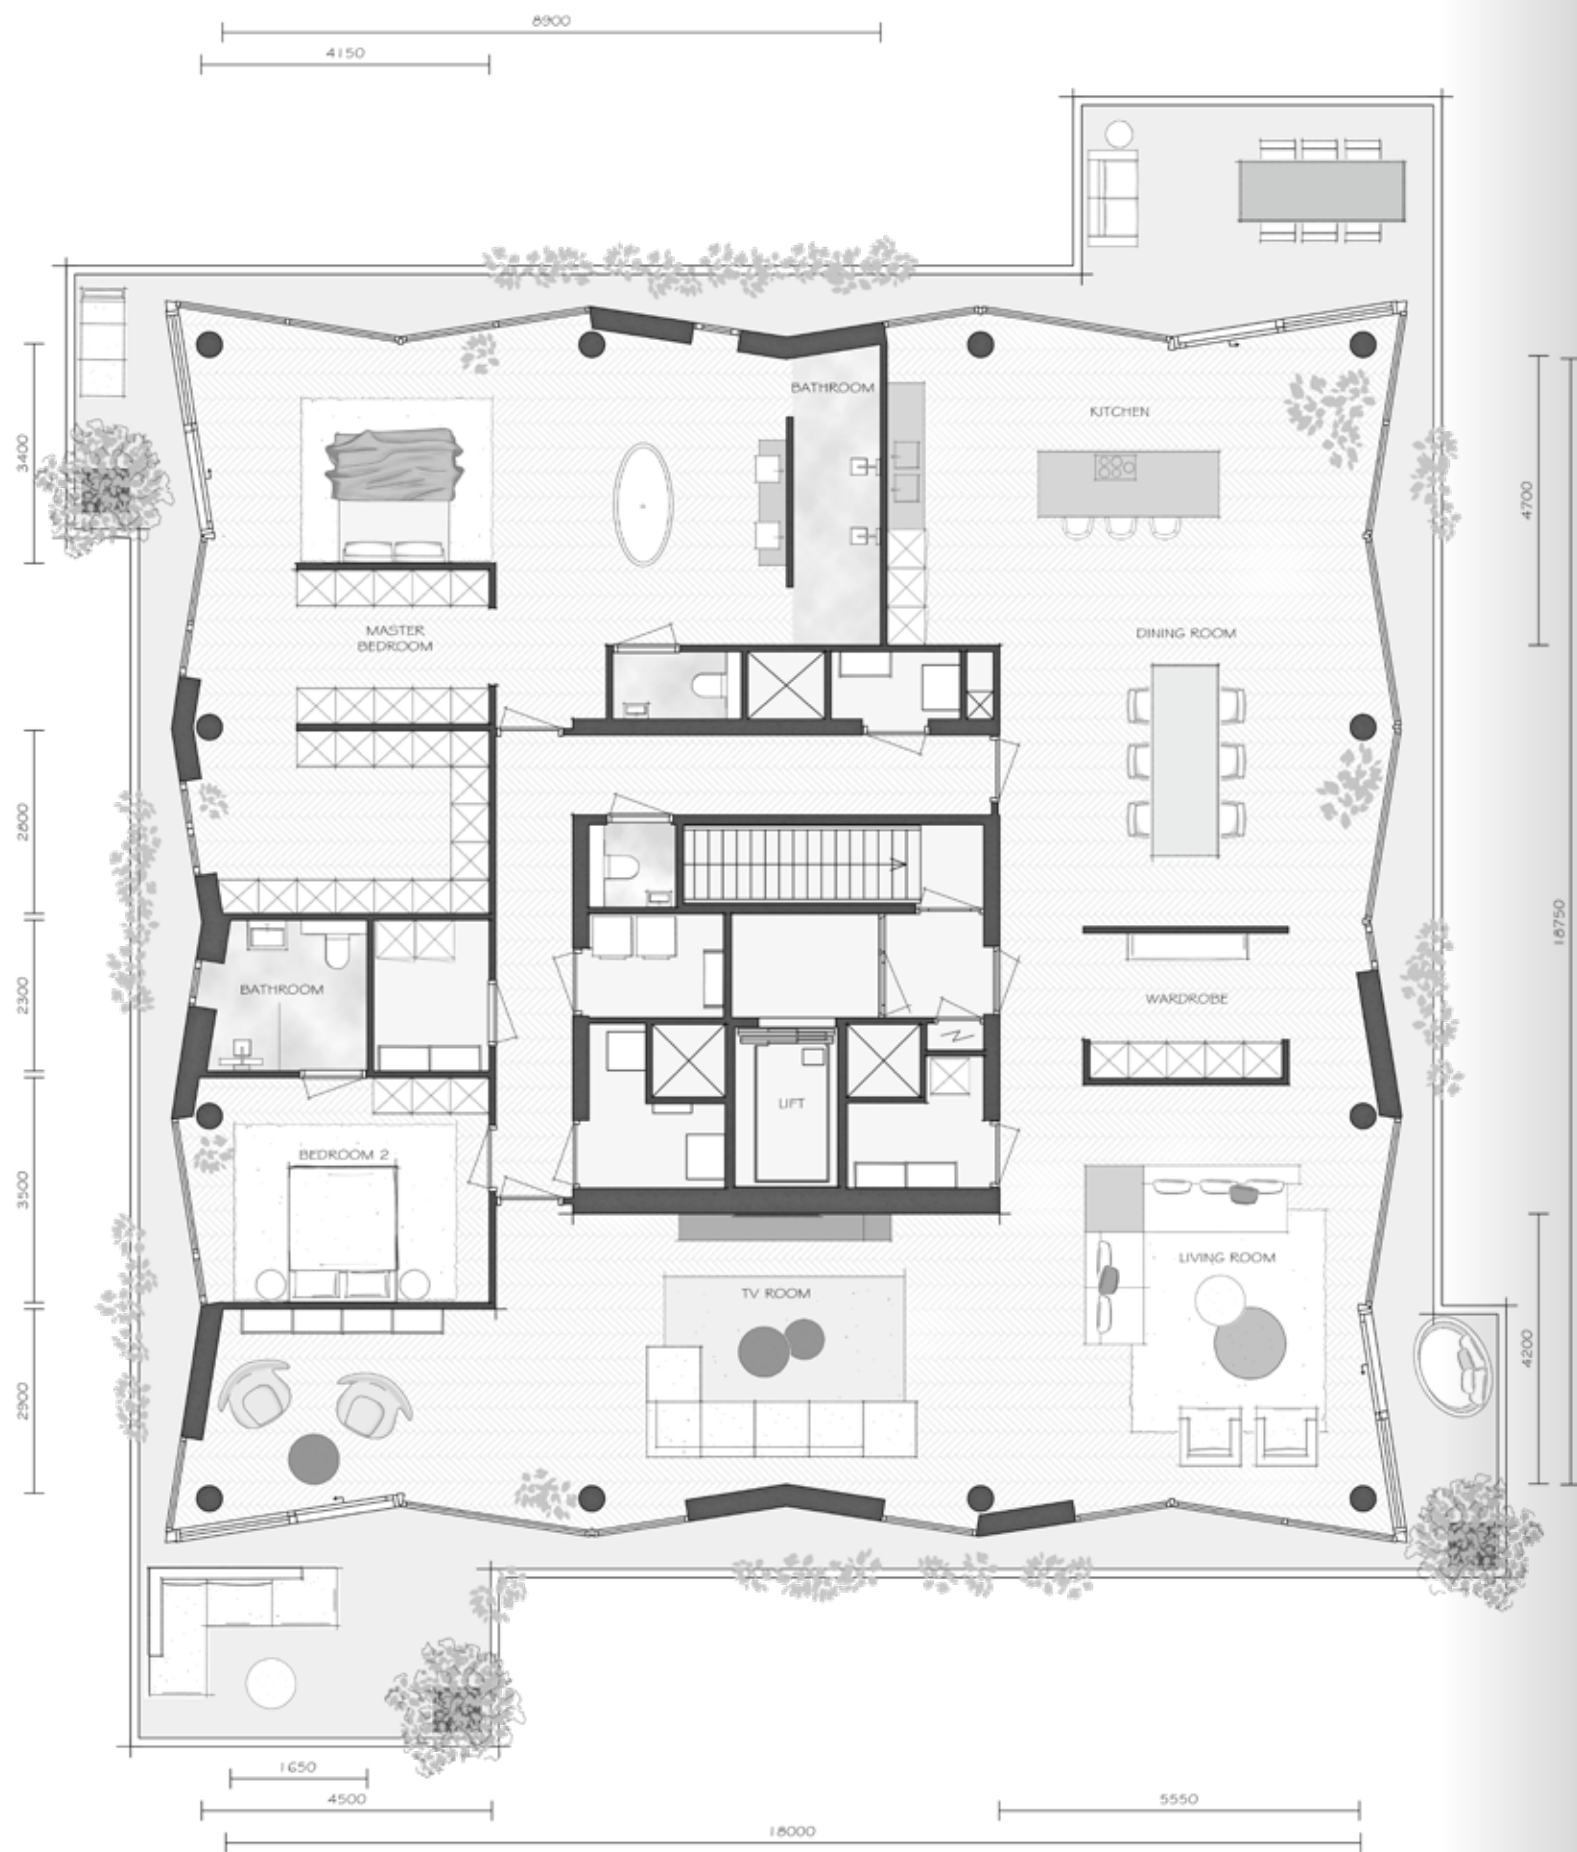 8900
4150
BATHROOM
KITCHEN
3400
4700
MASTER
BEDROOM
DINING ROOM
2800
18750
BATHROOM
2300
WARDROBE
LIFT
BEDROOM 2
3500
LIVING ROOM
TV ROOM
4200
2900
1650
4500
5550
18000